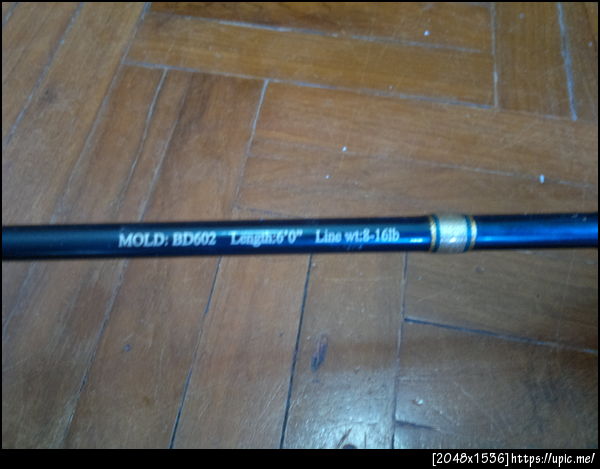 MOLD: BD602 Length:6'0" Line wt:8-16lb
[2048x1536]https://upic.me/